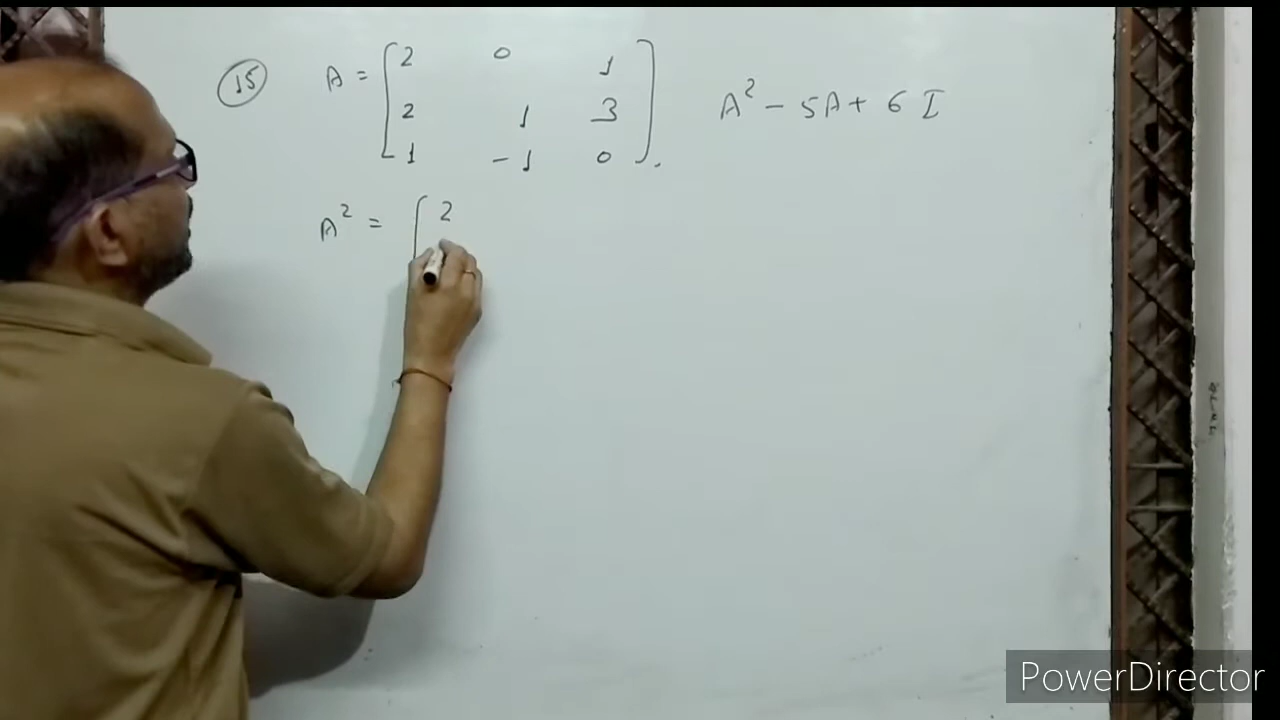 15 A = [ 2 0 1 A² - 5A + 6 I
2 1 3
1 -1 0 ].
A² = [ 2
PowerDirector